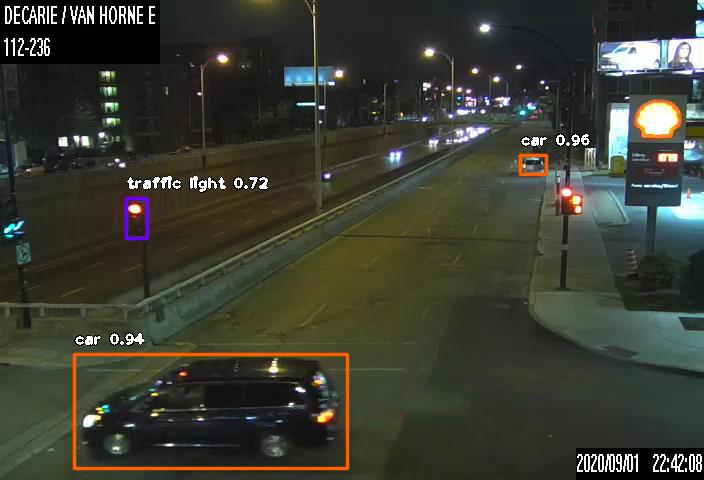 DECARIE / VAN HORNE E
112-236
car 0.96
traffic light 0.72
car 0.94
2020/09/01 22:42:08